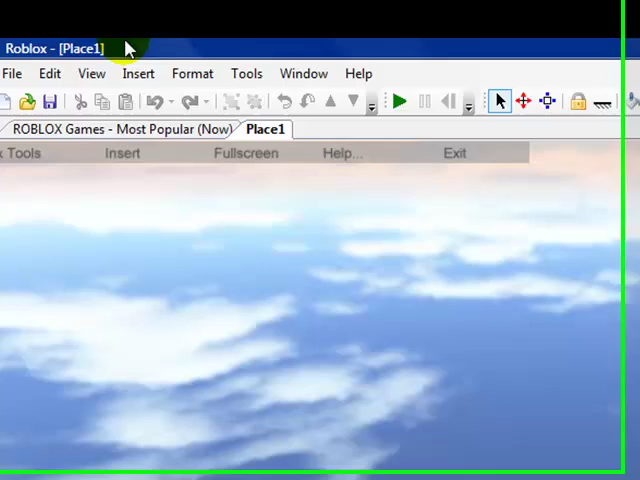 Roblox - [Place1]
File Edit View Insert Format Tools Window Help
ROBLOX Games - Most Popular (Now) Place1
x Tools Insert Fullscreen Help... Exit